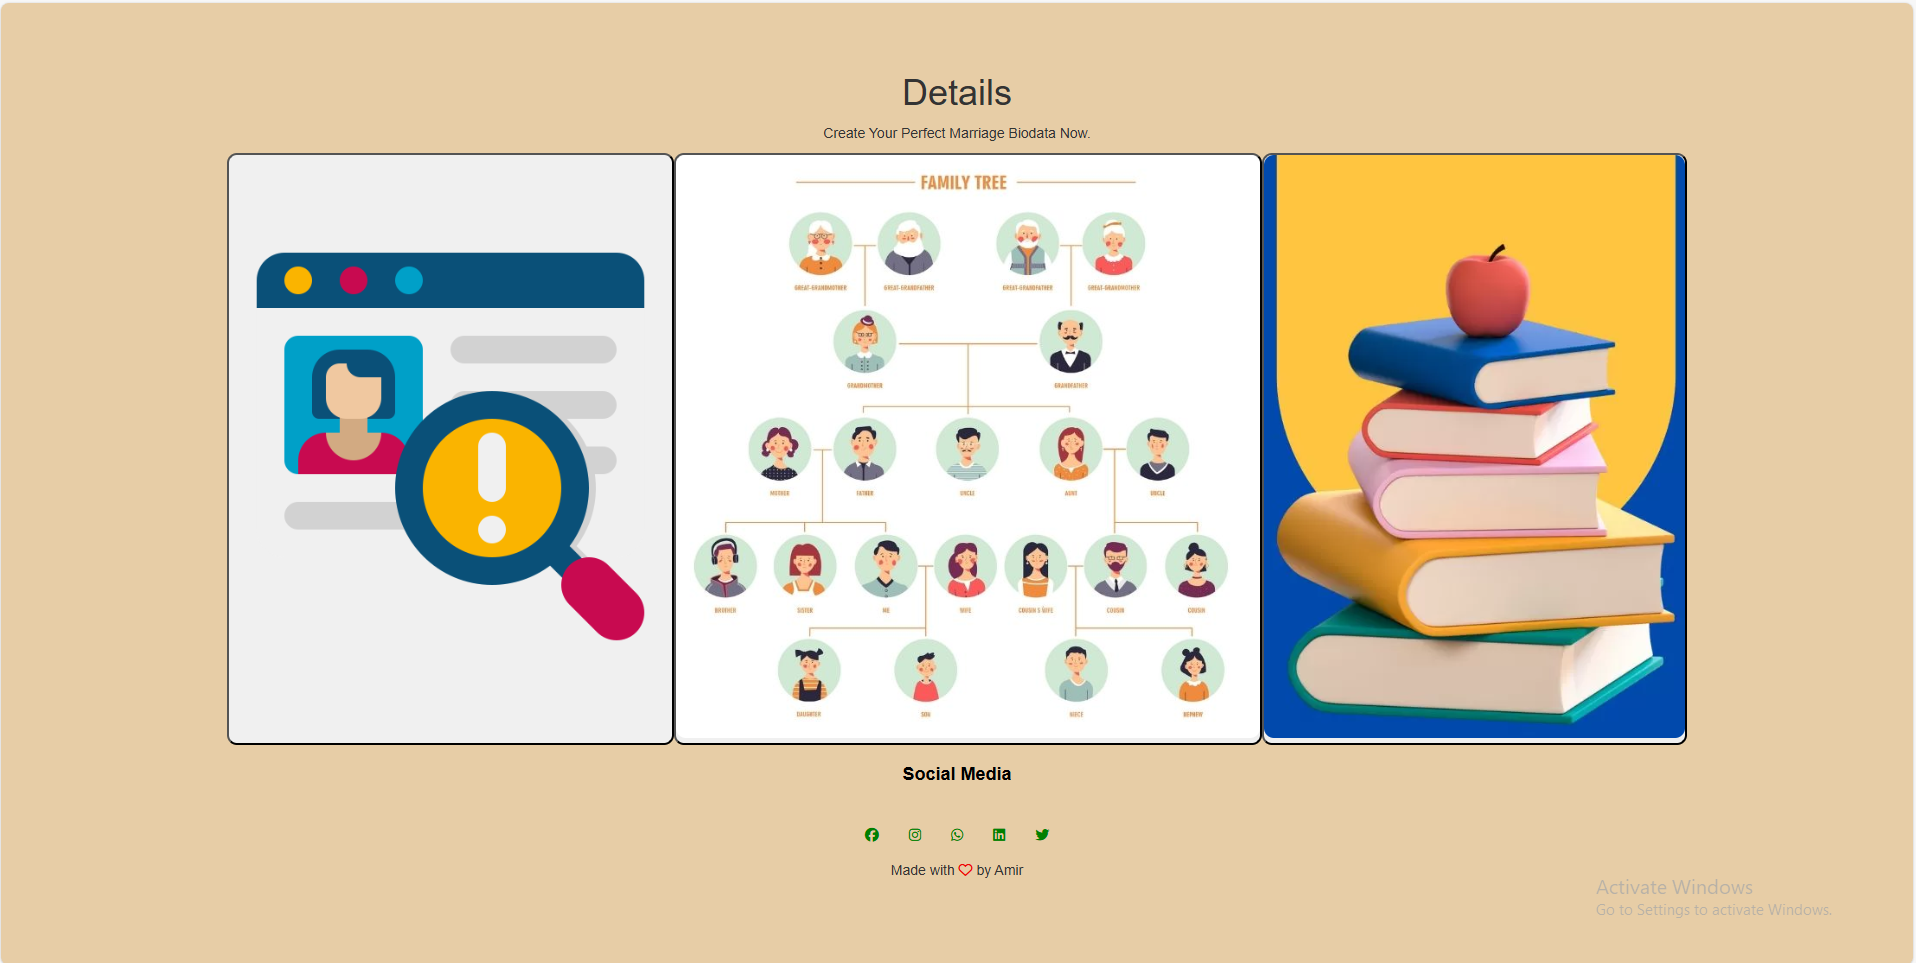 Details
Create Your Perfect Marriage Biodata Now.
FAMILY TREE
GREAT-GRANDMOTHER GREAT-GRANDFATHER GREAT-GRANDFATHER GREAT-GRANDMOTHER
GRANDMOTHER GRANDFATHER
MOTHER FATHER UNCLE AUNT UNCLE
BROTHER SISTER ME WIFE COUSIN'S WIFE COUSIN COUSIN
DAUGHTER SON NIECE NEPHEW
Social Media
Made with by Amir
Activate Windows
Go to Settings to activate Windows.